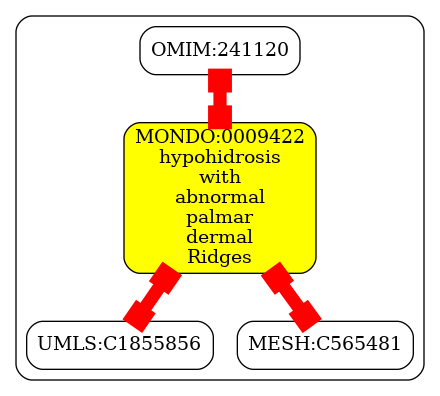 OMIM:241120
MONDO:0009422
hypohidrosis
with
abnormal
palmar
dermal
Ridges
UMLS:C1855856
MESH:C565481